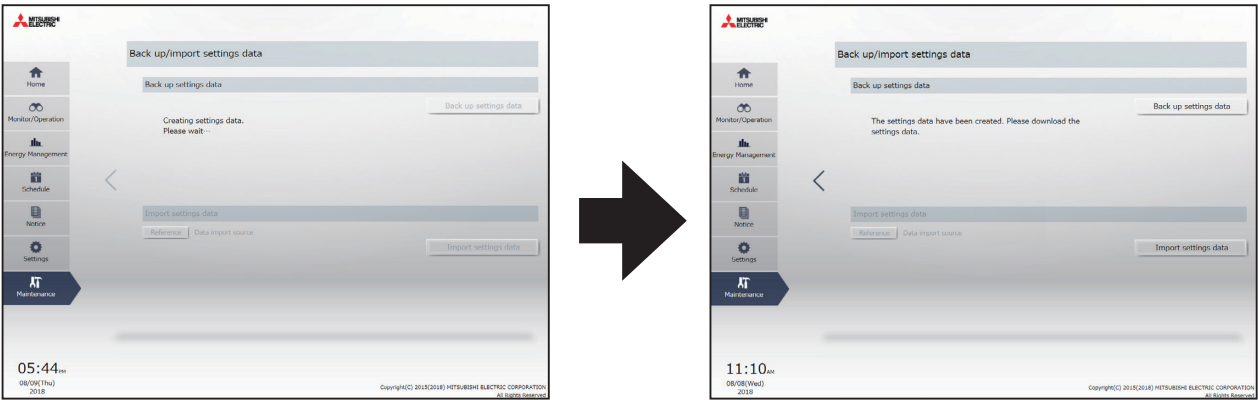 MITSUBISHI
ELECTRIC
Back up/import settings data
Home
Back up settings data
Back up settings data
Monitor/Operation
Creating settings data.
Please wait…
Energy Management
Schedule
Import settings data
Notice
Reference Data import source
Import settings data
Settings
Maintenance
05:44PM
08/09(Thu)
2018
Copyright(C) 2015(2018) MITSUBISHI ELECTRIC CORPORATION
All Rights Reserved
MITSUBISHI
ELECTRIC
Back up/import settings data
Home
Back up settings data
Back up settings data
Monitor/Operation
The settings data have been created. Please download the
settings data.
Energy Management
Schedule
Import settings data
Notice
Reference Data import source
Import settings data
Settings
Maintenance
11:10AM
08/08(Wed)
2018
Copyright(C) 2015(2018) MITSUBISHI ELECTRIC CORPORATION
All Rights Reserved